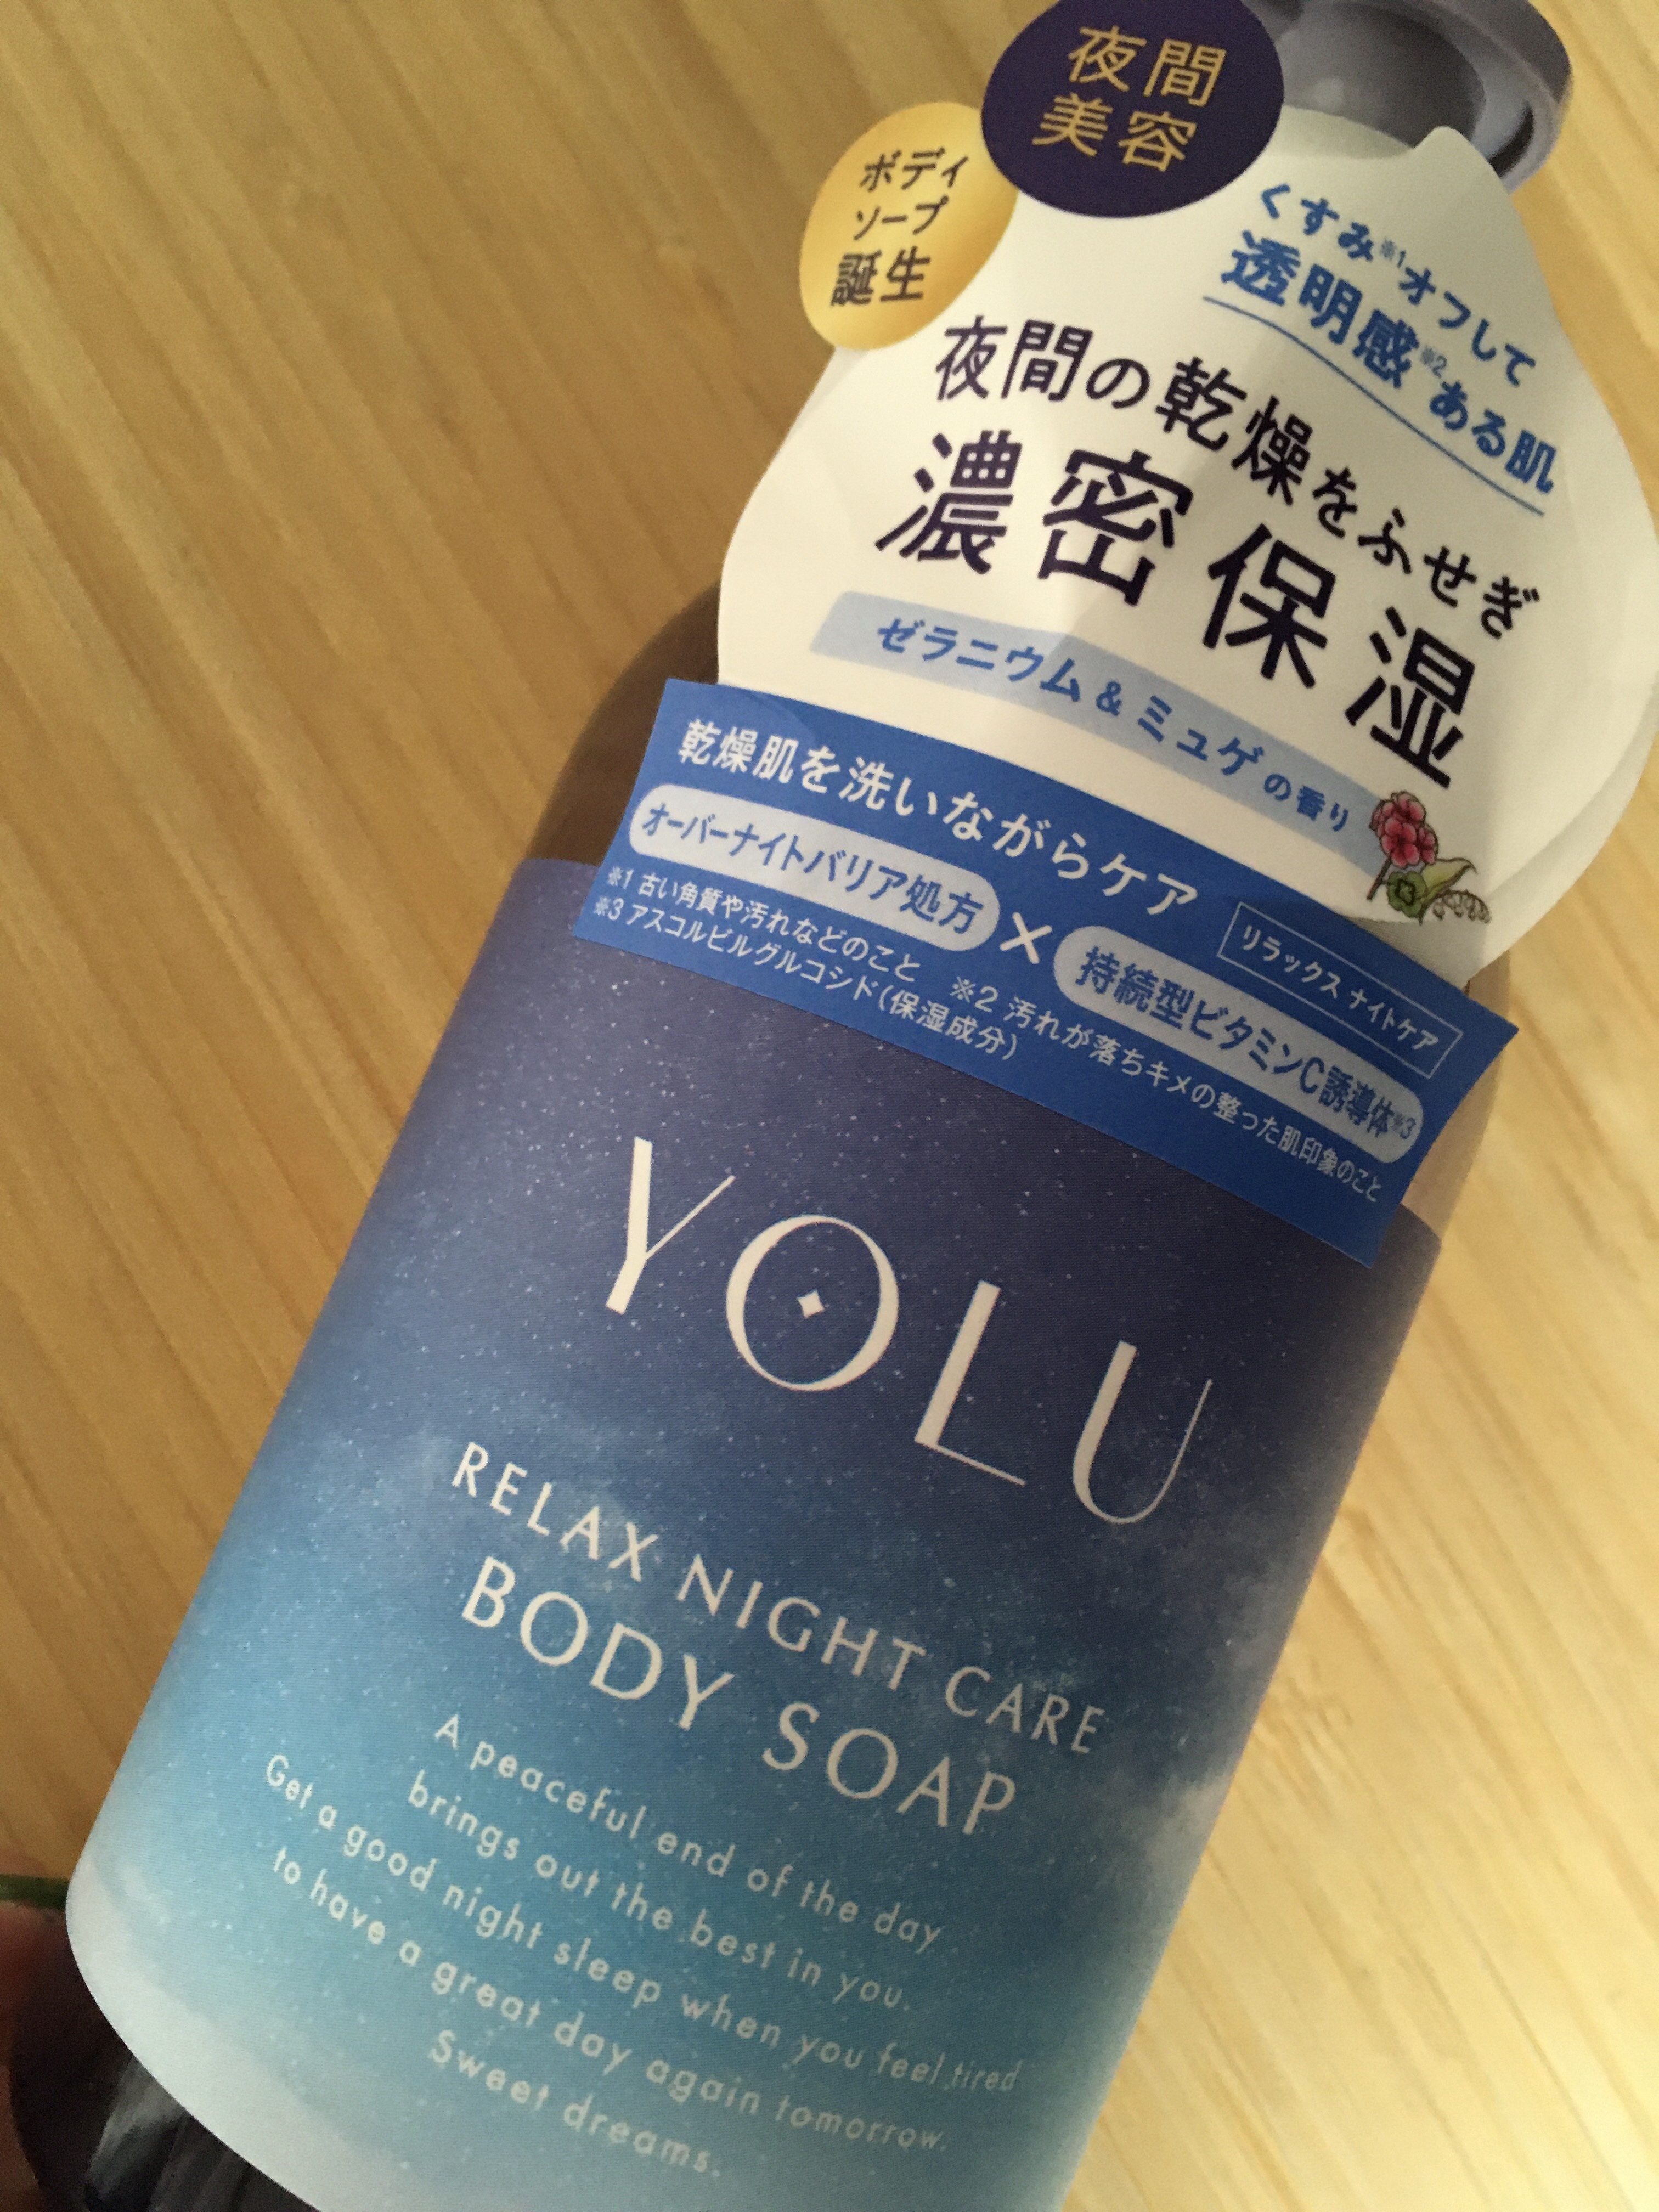 夜間
美容
ボディ
ソープ
誕生
くすみ※1オフして
透明感※2ある肌
夜間の乾燥をふせぎ
濃密保湿
ゼラニウム&ミュゲの香り
乾燥肌を洗いながらケア
リラックス ナイトケア
オーバーナイトバリア処方×持続型ビタミンC誘導体※3
※1 古い角質や汚れなどのこと ※2 汚れが落ちキメの整った肌印象のこと
※3 アスコルビルグルコシド(保湿成分)
YOLU
RELAX NIGHT CARE
BODY SOAP
A peaceful end of the day
brings out the best in you.
Get a good night sleep when you feel tired
to have a great day again tomorrow.
Sweet dreams.